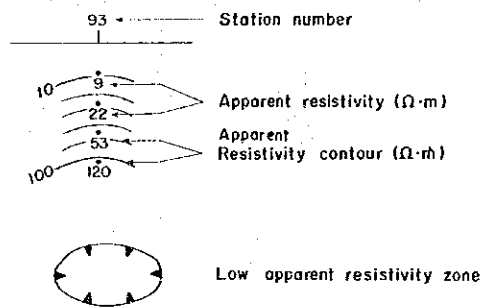 93 Station number
10 9
22 Apparent resistivity (Ω·m)
Apparent
53 Resistivity contour (Ω·m)
100 120
Low apparent resistivity zone